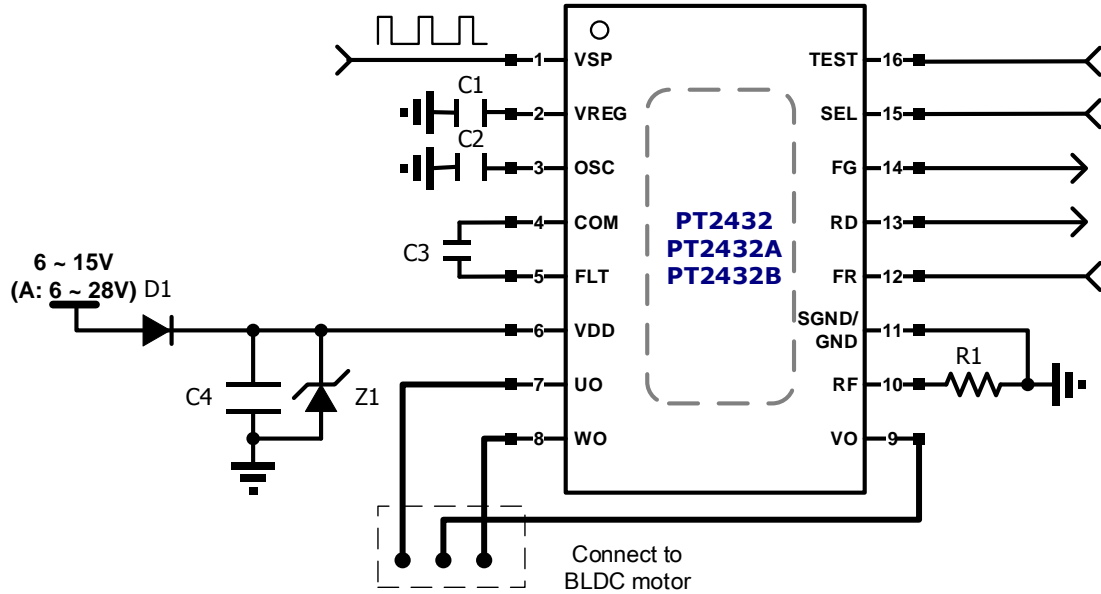 1 VSP
2 VREG
3 OSC
4 COM
5 FLT
6 VDD
7 UO
8 WO
TEST 16
SEL 15
FG 14
RD 13
FR 12
SGND/
GND 11
RF 10
VO 9
PT2432
PT2432A
PT2432B
C1
C2
C3
6 ~ 15V
(A: 6 ~ 28V)
D1
C4
Z1
R1
Connect to
BLDC motor